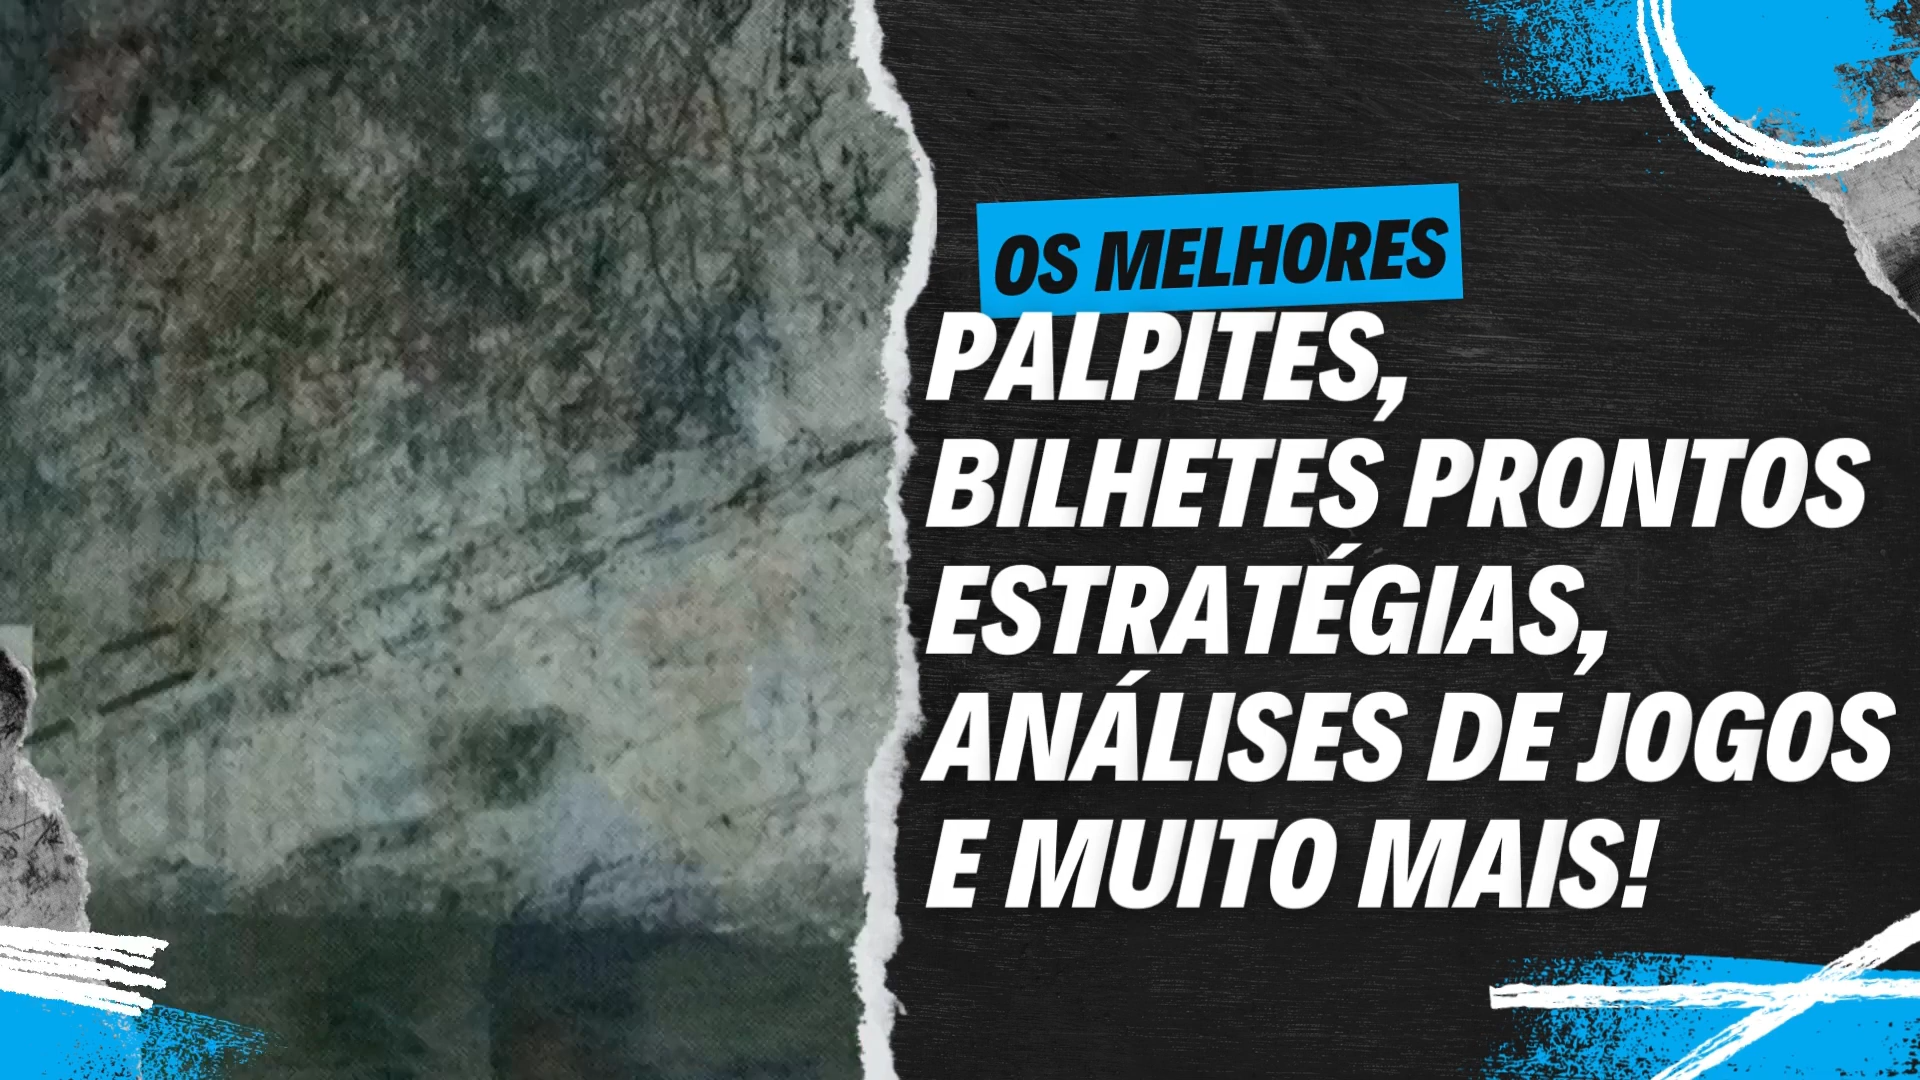 OS MELHORES
PALPITES,
BILHETES PRONTOS
ESTRATÉGIAS,
ANÁLISES DE JOGOS
E MUITO MAIS!